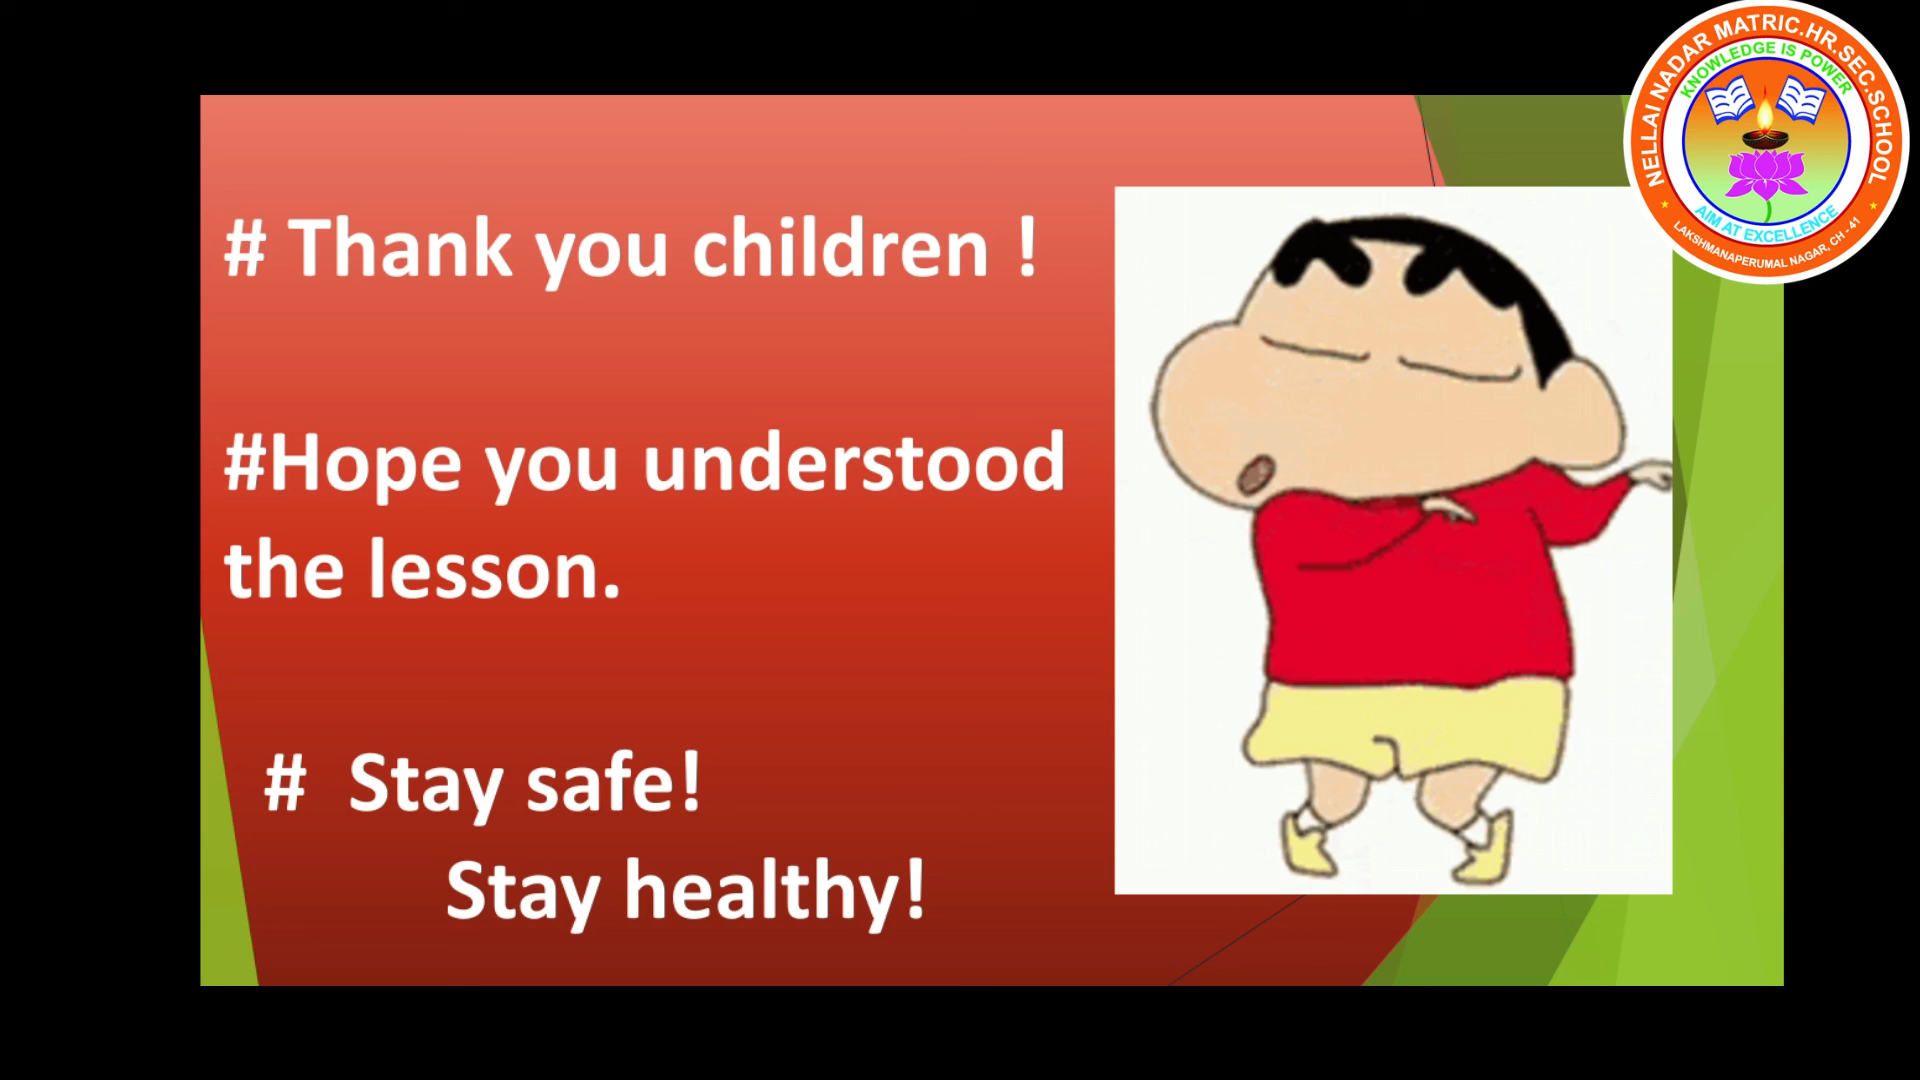 # Thank you children !
#Hope you understood
the lesson.
# Stay safe!
Stay healthy!
NELLAI NADAR MATRIC.HR.SEC.SCHOOL
KNOWLEDGE IS POWER
AIM AT EXCELLENCE
LAKSHMANAPERUMAL NAGAR, CH - 41